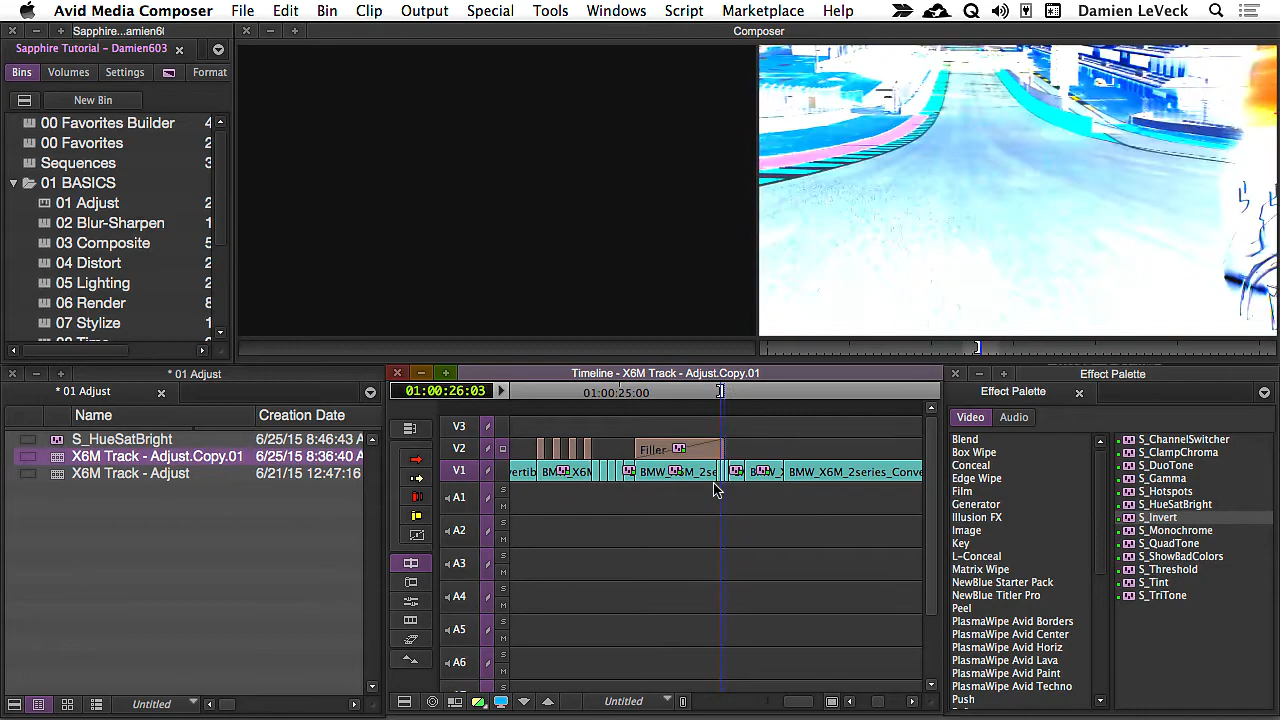 Avid Media Composer File Edit Bin Clip Output Special Tools Windows Script Marketplace Help Damien LeVeck
Sapphire...amien6(
Composer
Sapphire Tutorial - Damien603
Bins Volumes Settings Format
New Bin
00 Favorites Builder 4
00 Favorites 2
Sequences 3
01 BASICS
01 Adjust 2
02 Blur-Sharpen 1
03 Composite 5
04 Distort 2
05 Lighting 2
06 Render 8
07 Stylize 1
* 01 Adjust
* 01 Adjust
Name Creation Date
S_HueSatBright 6/25/15 8:46:43 A
X6M Track - Adjust.Copy.01 6/25/15 8:36:40 A
X6M Track - Adjust 6/21/15 12:47:16
Untitled
Timeline - X6M Track - Adjust.Copy.01
01:00:26:03 01:00:25:00
V3
V2 Filler
V1 vertib BMW_X6M BMW_X6M_2se BMW_X BMW_X6M_2series_Conve
A1 S M
A2 S M
A3 S M
A4 S M
A5 S M
A6 S M
Untitled
Effect Palette
Effect Palette
Video Audio
Blend
Box Wipe
Conceal
Edge Wipe
Film
Generator
Illusion FX
Image
Key
L-Conceal
Matrix Wipe
NewBlue Starter Pack
NewBlue Titler Pro
Peel
PlasmaWipe Avid Borders
PlasmaWipe Avid Center
PlasmaWipe Avid Horiz
PlasmaWipe Avid Lava
PlasmaWipe Avid Paint
PlasmaWipe Avid Techno
Push
S_ChannelSwitcher
S_ClampChroma
S_DuoTone
S_Gamma
S_Hotspots
S_HueSatBright
S_Invert
S_Monochrome
S_QuadTone
S_ShowBadColors
S_Threshold
S_Tint
S_TriTone